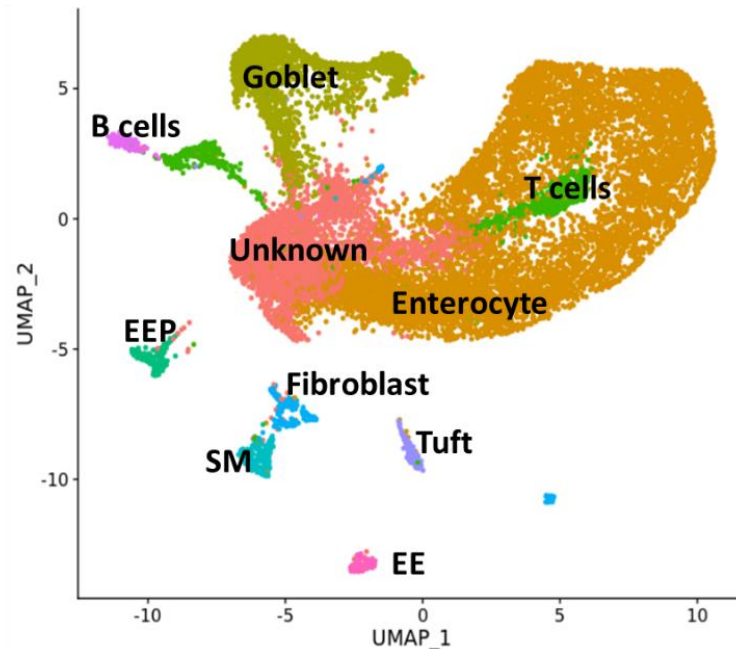 Goblet
5
B cells
T cells
0
Unknown
Enterocyte
UMAP_2
EEP
-5
Fibroblast
SM
Tuft
-10
EE
-10
-5
0
5
10
UMAP_1